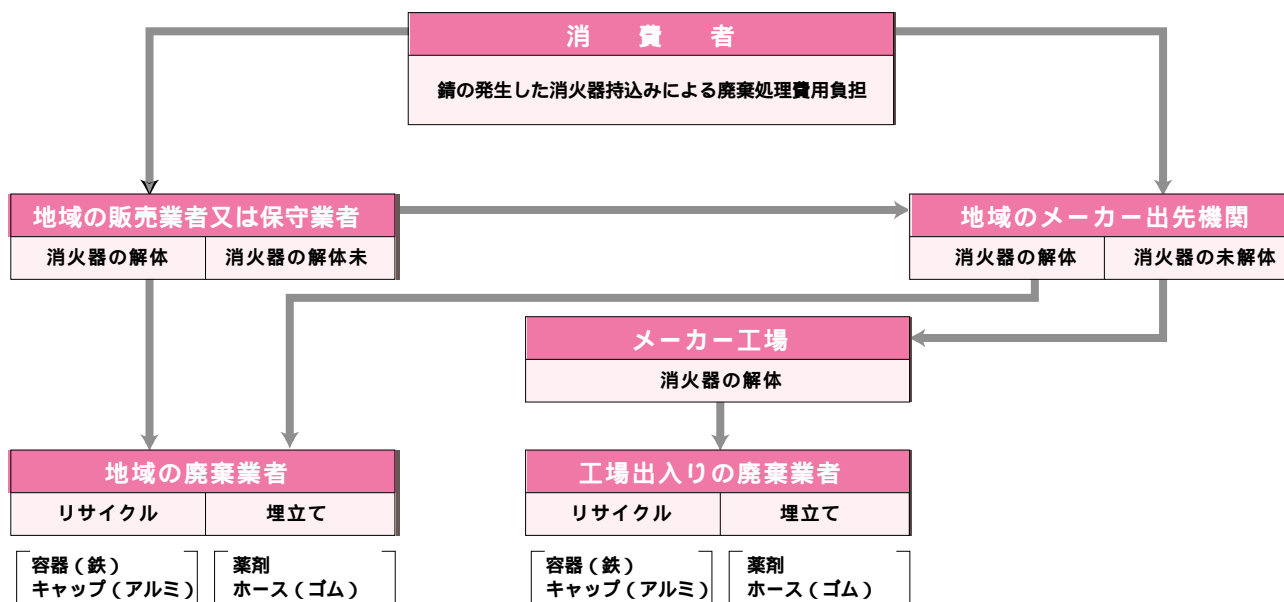 消費者
錆の発生した消火器持込みによる廃棄処理費用負担
地域の販売業者又は保守業者
消火器の解体
消火器の解体未
地域のメーカー出先機関
消火器の解体
消火器の未解体
メーカー工場
消火器の解体
地域の廃棄業者
リサイクル
埋立て
容器(鉄)
キャップ(アルミ)
薬剤
ホース(ゴム)
工場出入りの廃棄業者
リサイクル
埋立て
容器(鉄)
キャップ(アルミ)
薬剤
ホース(ゴム)